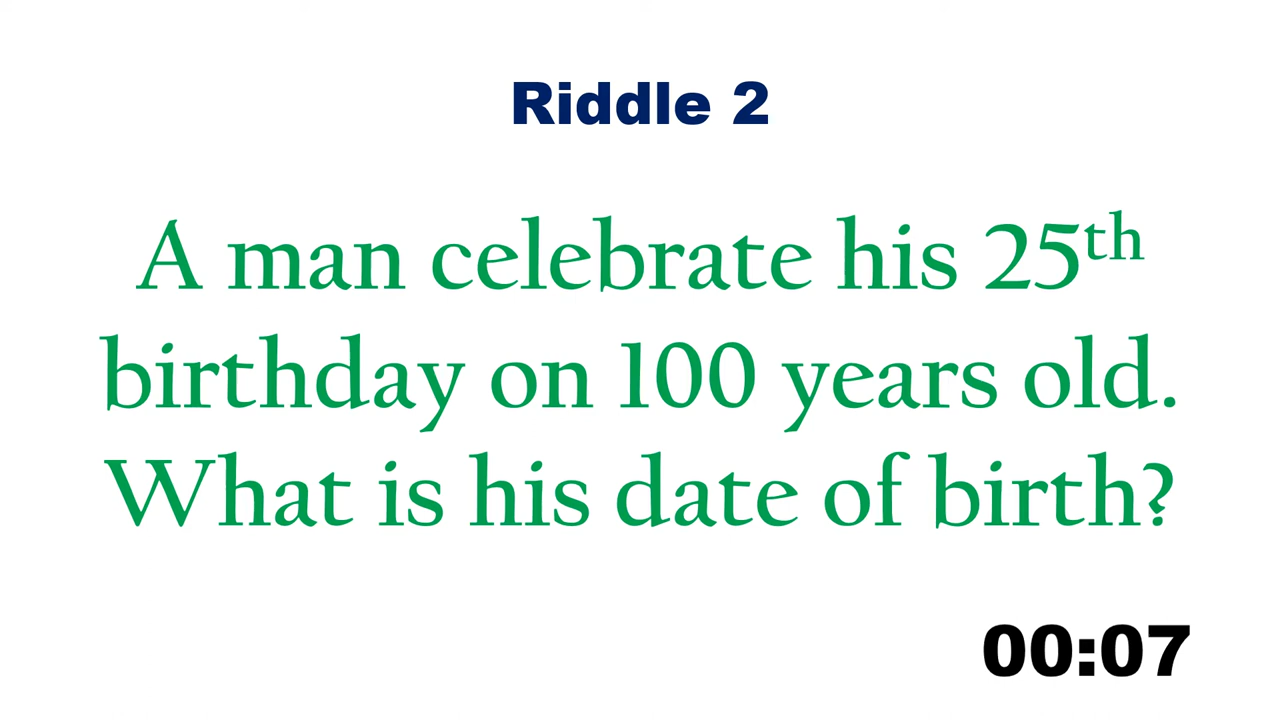 Riddle 2
A man celebrate his 25th
birthday on 100 years old.
What is his date of birth?
00:07